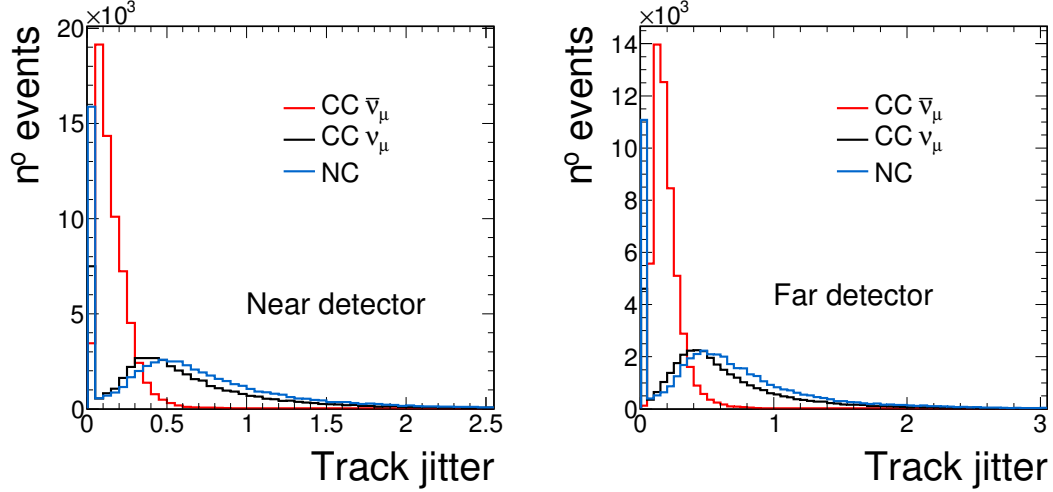 ×10³
20
15
10
5
0
nº events
CC ν̅μ
CC νμ
NC
Near detector
0 0.5 1 1.5 2 2.5
Track jitter
×10³
14
12
10
8
6
4
2
0
nº events
CC ν̅μ
CC νμ
NC
Far detector
0 1 2 3
Track jitter